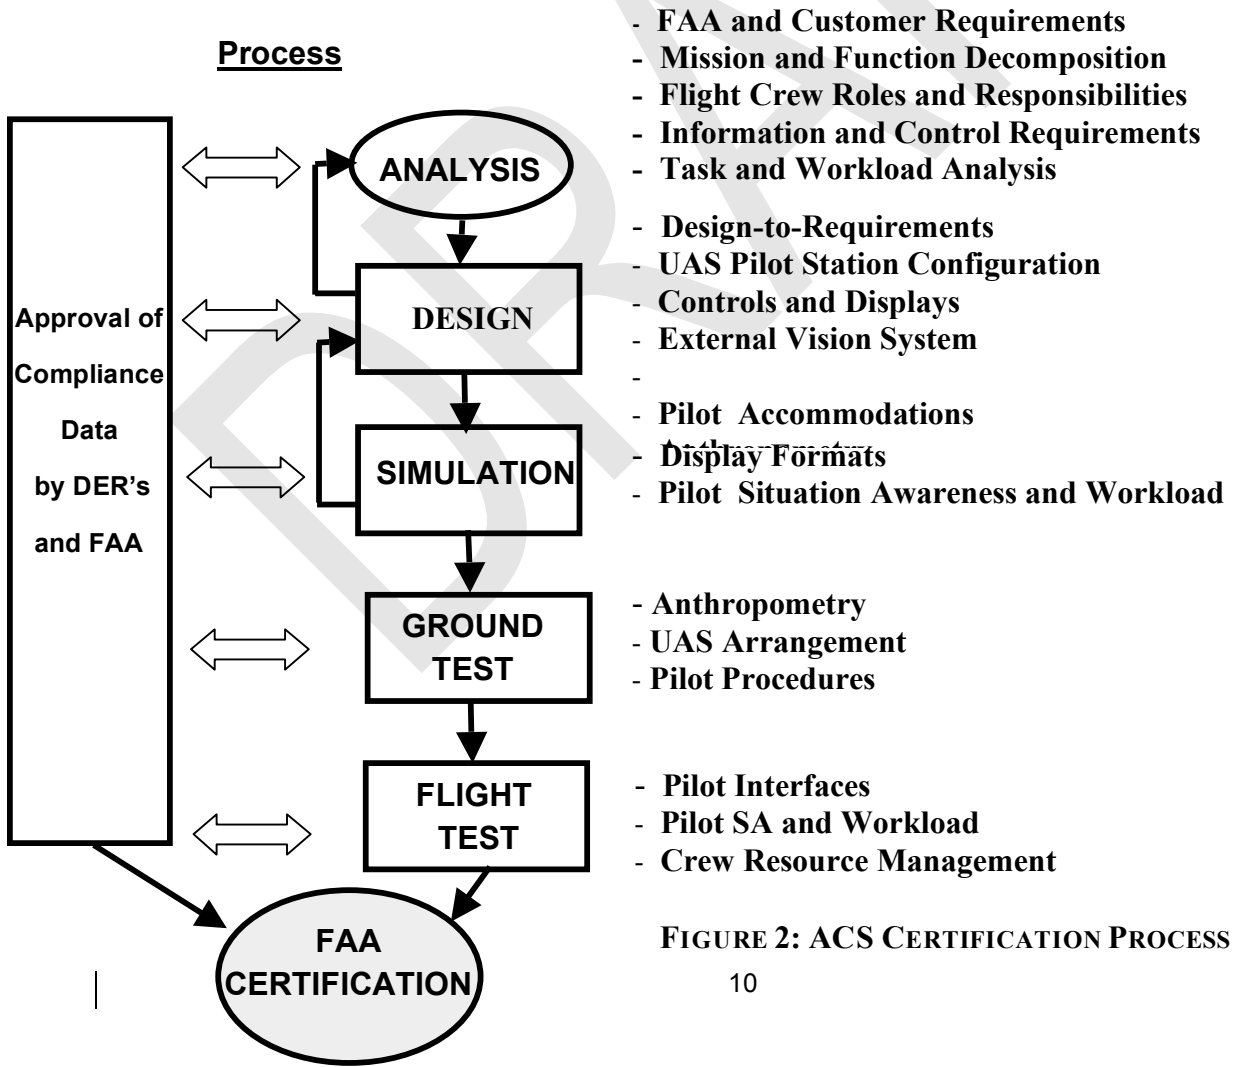 Process
- FAA and Customer Requirements
- Mission and Function Decomposition
- Flight Crew Roles and Responsibilities
- Information and Control Requirements
- Task and Workload Analysis
ANALYSIS
- Design-to-Requirements
- UAS Pilot Station Configuration
- Controls and Displays
- External Vision System
-
DESIGN
Approval of
Compliance
Data
by DER's
and FAA
- Pilot Accommodations
- Display Formats
- Pilot Situation Awareness and Workload
SIMULATION
- Anthropometry
- UAS Arrangement
- Pilot Procedures
GROUND
TEST
- Pilot Interfaces
- Pilot SA and Workload
- Crew Resource Management
FLIGHT
TEST
FAA
CERTIFICATION
FIGURE 2: ACS CERTIFICATION PROCESS
10